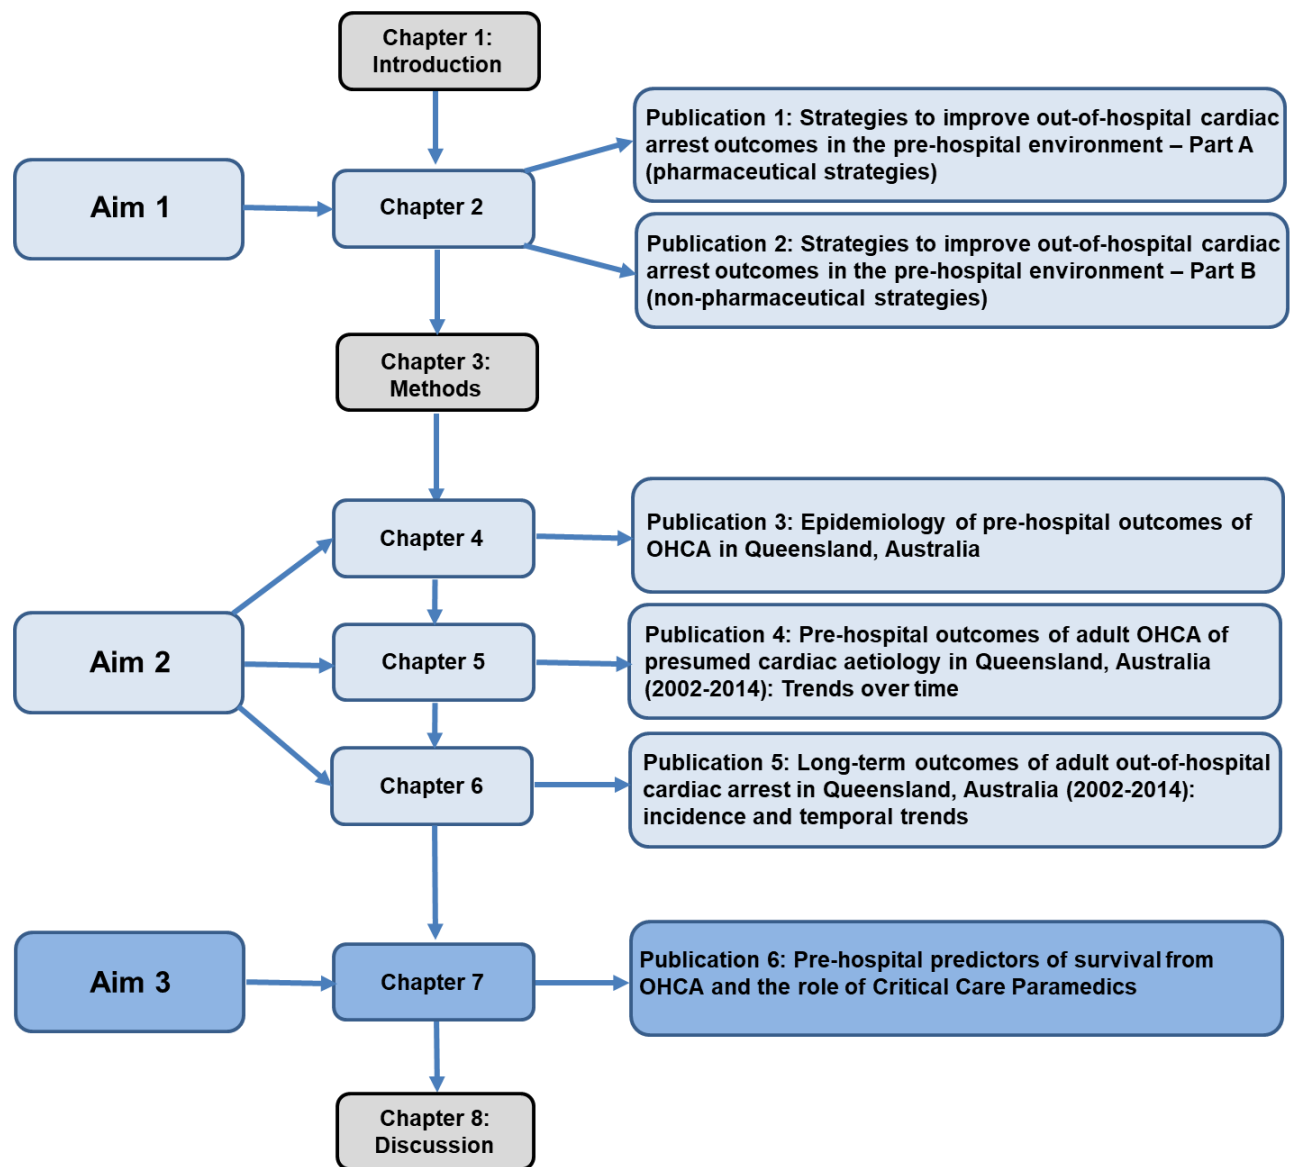 Chapter 1:
Introduction
Publication 1: Strategies to improve out-of-hospital cardiac
arrest outcomes in the pre-hospital environment – Part A
(pharmaceutical strategies)
Aim 1
Chapter 2
Publication 2: Strategies to improve out-of-hospital cardiac
arrest outcomes in the pre-hospital environment – Part B
(non-pharmaceutical strategies)
Chapter 3:
Methods
Chapter 4
Publication 3: Epidemiology of pre-hospital outcomes of
OHCA in Queensland, Australia
Aim 2
Chapter 5
Publication 4: Pre-hospital outcomes of adult OHCA of
presumed cardiac aetiology in Queensland, Australia
(2002-2014): Trends over time
Chapter 6
Publication 5: Long-term outcomes of adult out-of-hospital
cardiac arrest in Queensland, Australia (2002-2014):
incidence and temporal trends
Aim 3
Chapter 7
Publication 6: Pre-hospital predictors of survival from
OHCA and the role of Critical Care Paramedics
Chapter 8:
Discussion